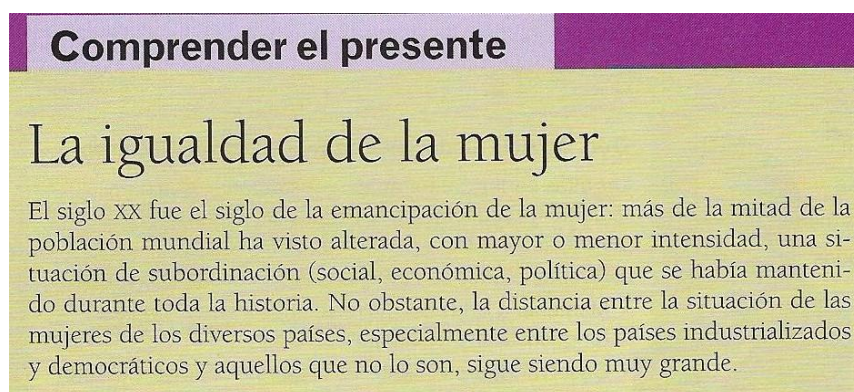 Comprender el presente
La igualdad de la mujer
El siglo XX fue el siglo de la emancipación de la mujer: más de la mitad de la
población mundial ha visto alterada, con mayor o menor intensidad, una si-
tuación de subordinación (social, económica, política) que se había manteni-
do durante toda la historia. No obstante, la distancia entre la situación de las
mujeres de los diversos países, especialmente entre los países industrializados
y democráticos y aquellos que no lo son, sigue siendo muy grande.